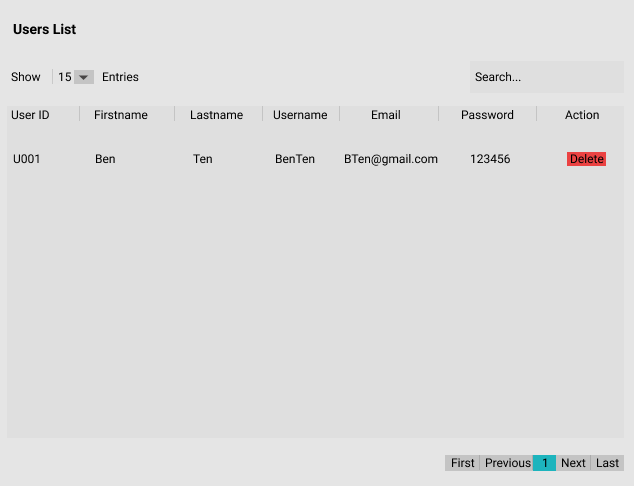 Users List
Show 15 Entries Search...
User ID Firstname Lastname Username Email Password Action
U001 Ben Ten BenTen BTen@gmail.com 123456 Delete
First Previous 1 Next Last